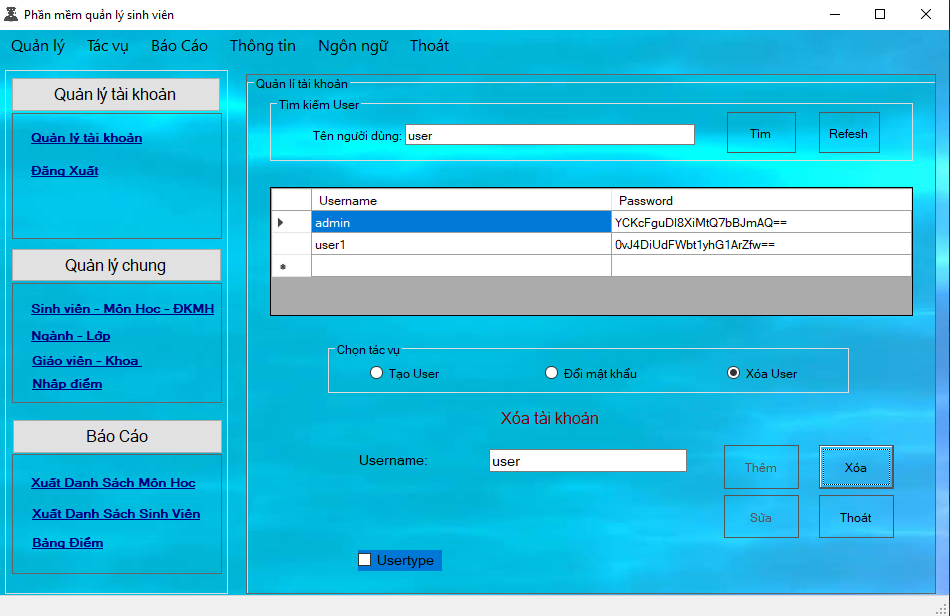 Phần mềm quản lý sinh viên
Quản lý Tác vụ Báo Cáo Thông tin Ngôn ngữ Thoát
Quản lý tài khoản
Quản lý tài khoản
Đăng Xuất
Quản lý chung
Sinh viên - Môn Học - ĐKMH
Ngành - Lớp
Giáo viên - Khoa
Nhập điểm
Báo Cáo
Xuất Danh Sách Môn Học
Xuất Danh Sách Sinh Viên
Bảng Điểm
Quản lí tài khoản
Tìm kiếm User
Tên người dùng: user Tìm Refesh
Username Password
admin YCKcFguDl8XiMtQ7bBJmAQ==
user1 0vJ4DiUdFWbt1yhG1ArZfw==
Chọn tác vụ
Tạo User Đổi mật khẩu Xóa User
Xóa tài khoản
Username: user Thêm Xóa
Sửa Thoát
Usertype